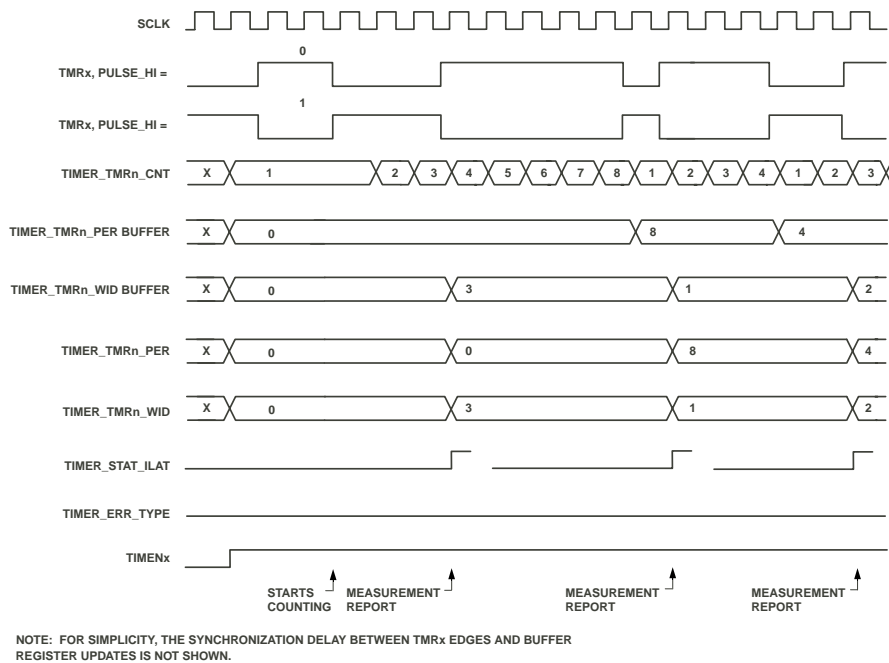 SCLK
0
TMRx, PULSE_HI =
1
TMRx, PULSE_HI =
TIMER_TMRn_CNT X 1 2 3 4 5 6 7 8 1 2 3 4 1 2 3
TIMER_TMRn_PER BUFFER X 0 8 4
TIMER_TMRn_WID BUFFER X 0 3 1 2
TIMER_TMRn_PER X 0 0 8 4
TIMER_TMRn_WID X 0 3 1 2
TIMER_STAT_ILAT
TIMER_ERR_TYPE
TIMENx
STARTS COUNTING
MEASUREMENT REPORT
MEASUREMENT REPORT
MEASUREMENT REPORT
NOTE: FOR SIMPLICITY, THE SYNCHRONIZATION DELAY BETWEEN TMRx EDGES AND BUFFER
REGISTER UPDATES IS NOT SHOWN.